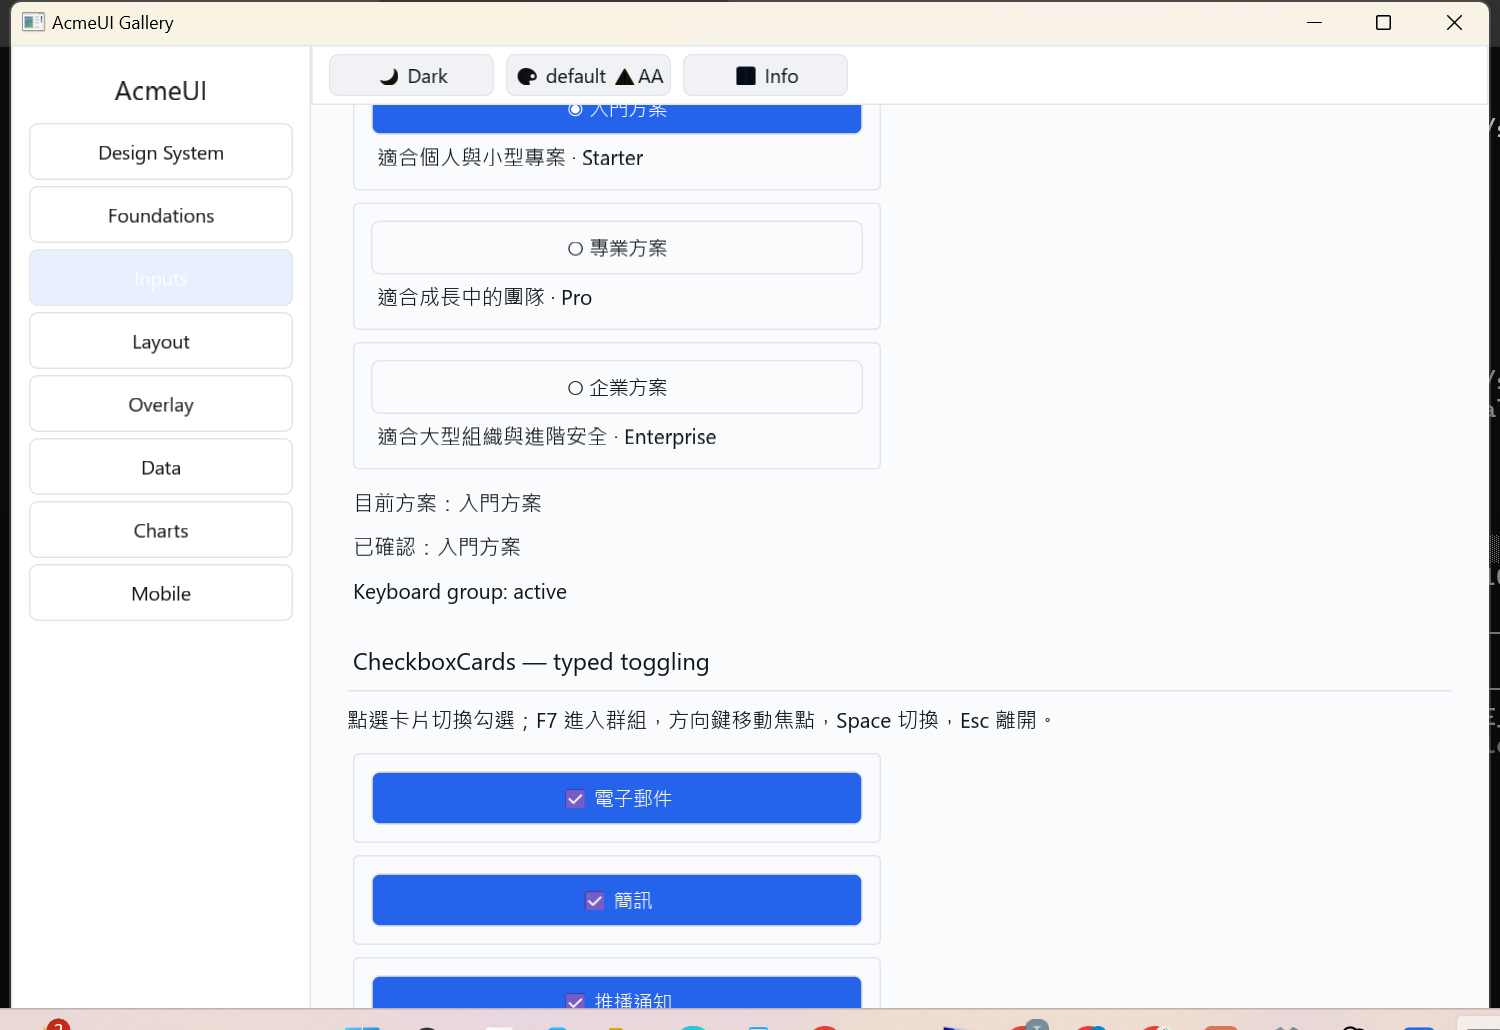 AcmeUI Gallery
AcmeUI
Design System
Foundations
Inputs
Layout
Overlay
Data
Charts
Mobile
Dark
default AA
Info
入門方案
適合個人與小型專案 · Starter
專業方案
適合成長中的團隊 · Pro
企業方案
適合大型組織與進階安全 · Enterprise
目前方案：入門方案
已確認：入門方案
Keyboard group: active
CheckboxCards — typed toggling
點選卡片切換勾選；F7 進入群組，方向鍵移動焦點，Space 切換，Esc 離開。
電子郵件
簡訊
推播通知
2